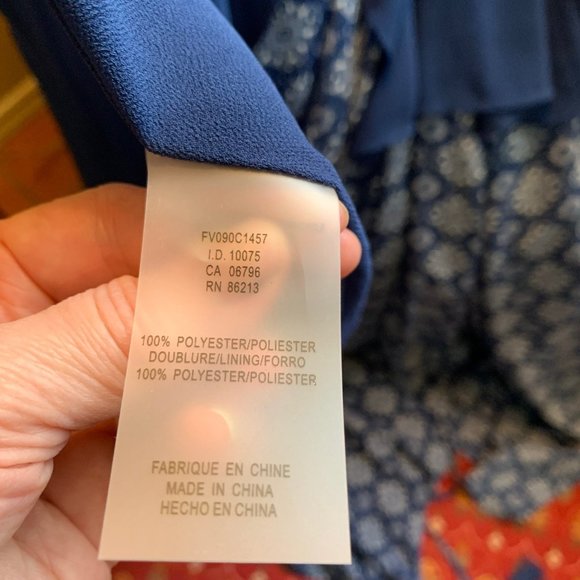 FV090C1457
I.D. 10075
CA 06796
RN 86213
100% POLYESTER/POLIESTER
DOUBLURE/LINING/FORRO
100% POLYESTER/POLIESTER
FABRIQUE EN CHINE
MADE IN CHINA
HECHO EN CHINA